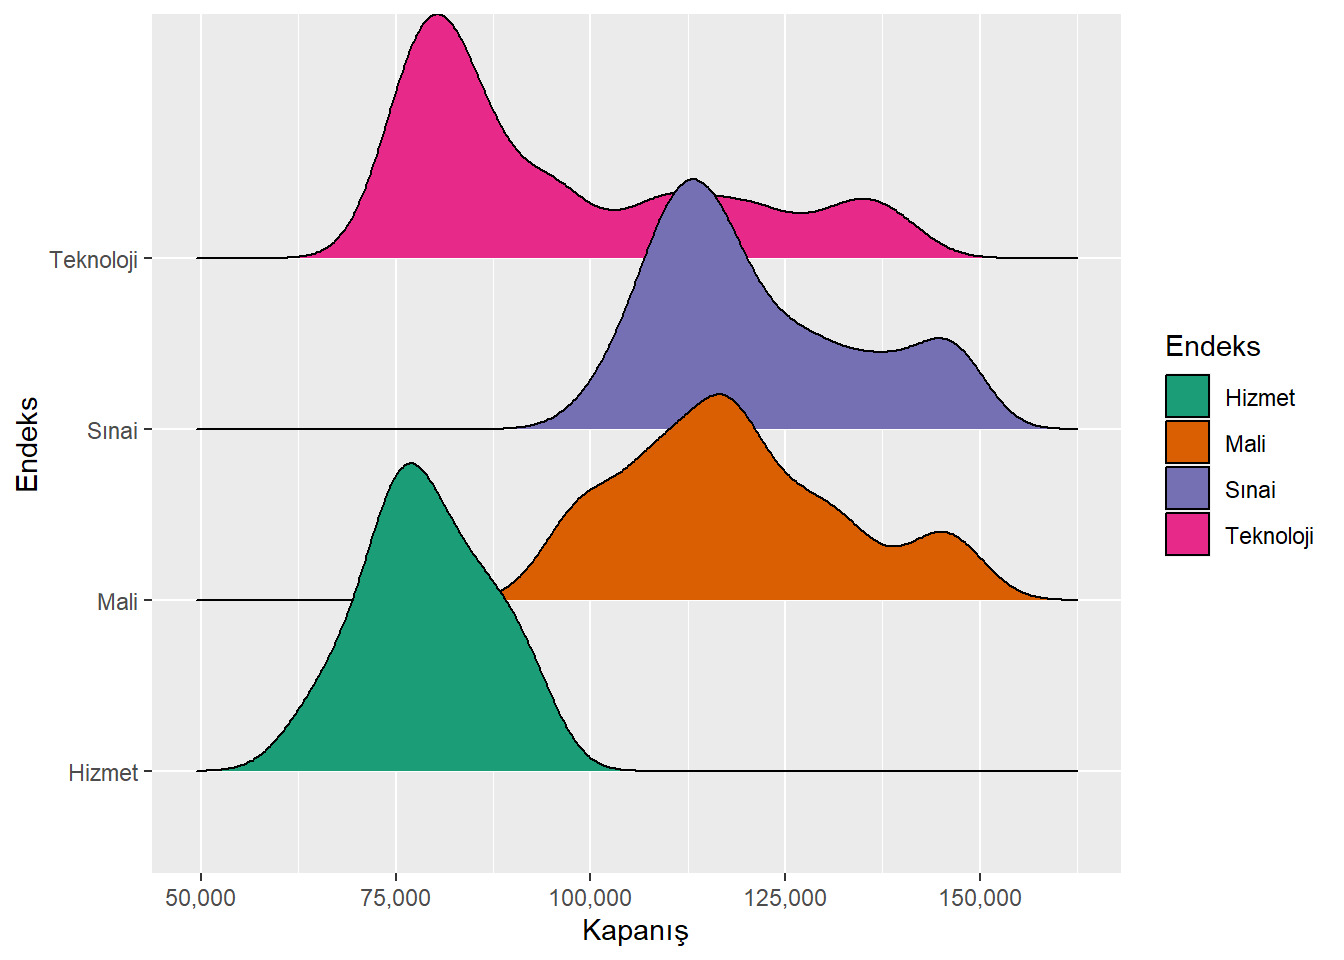 Endeks
Teknoloji
Sınai
Mali
Hizmet
50,000
75,000
100,000
125,000
150,000
Kapanış
Endeks
Hizmet
Mali
Sınai
Teknoloji